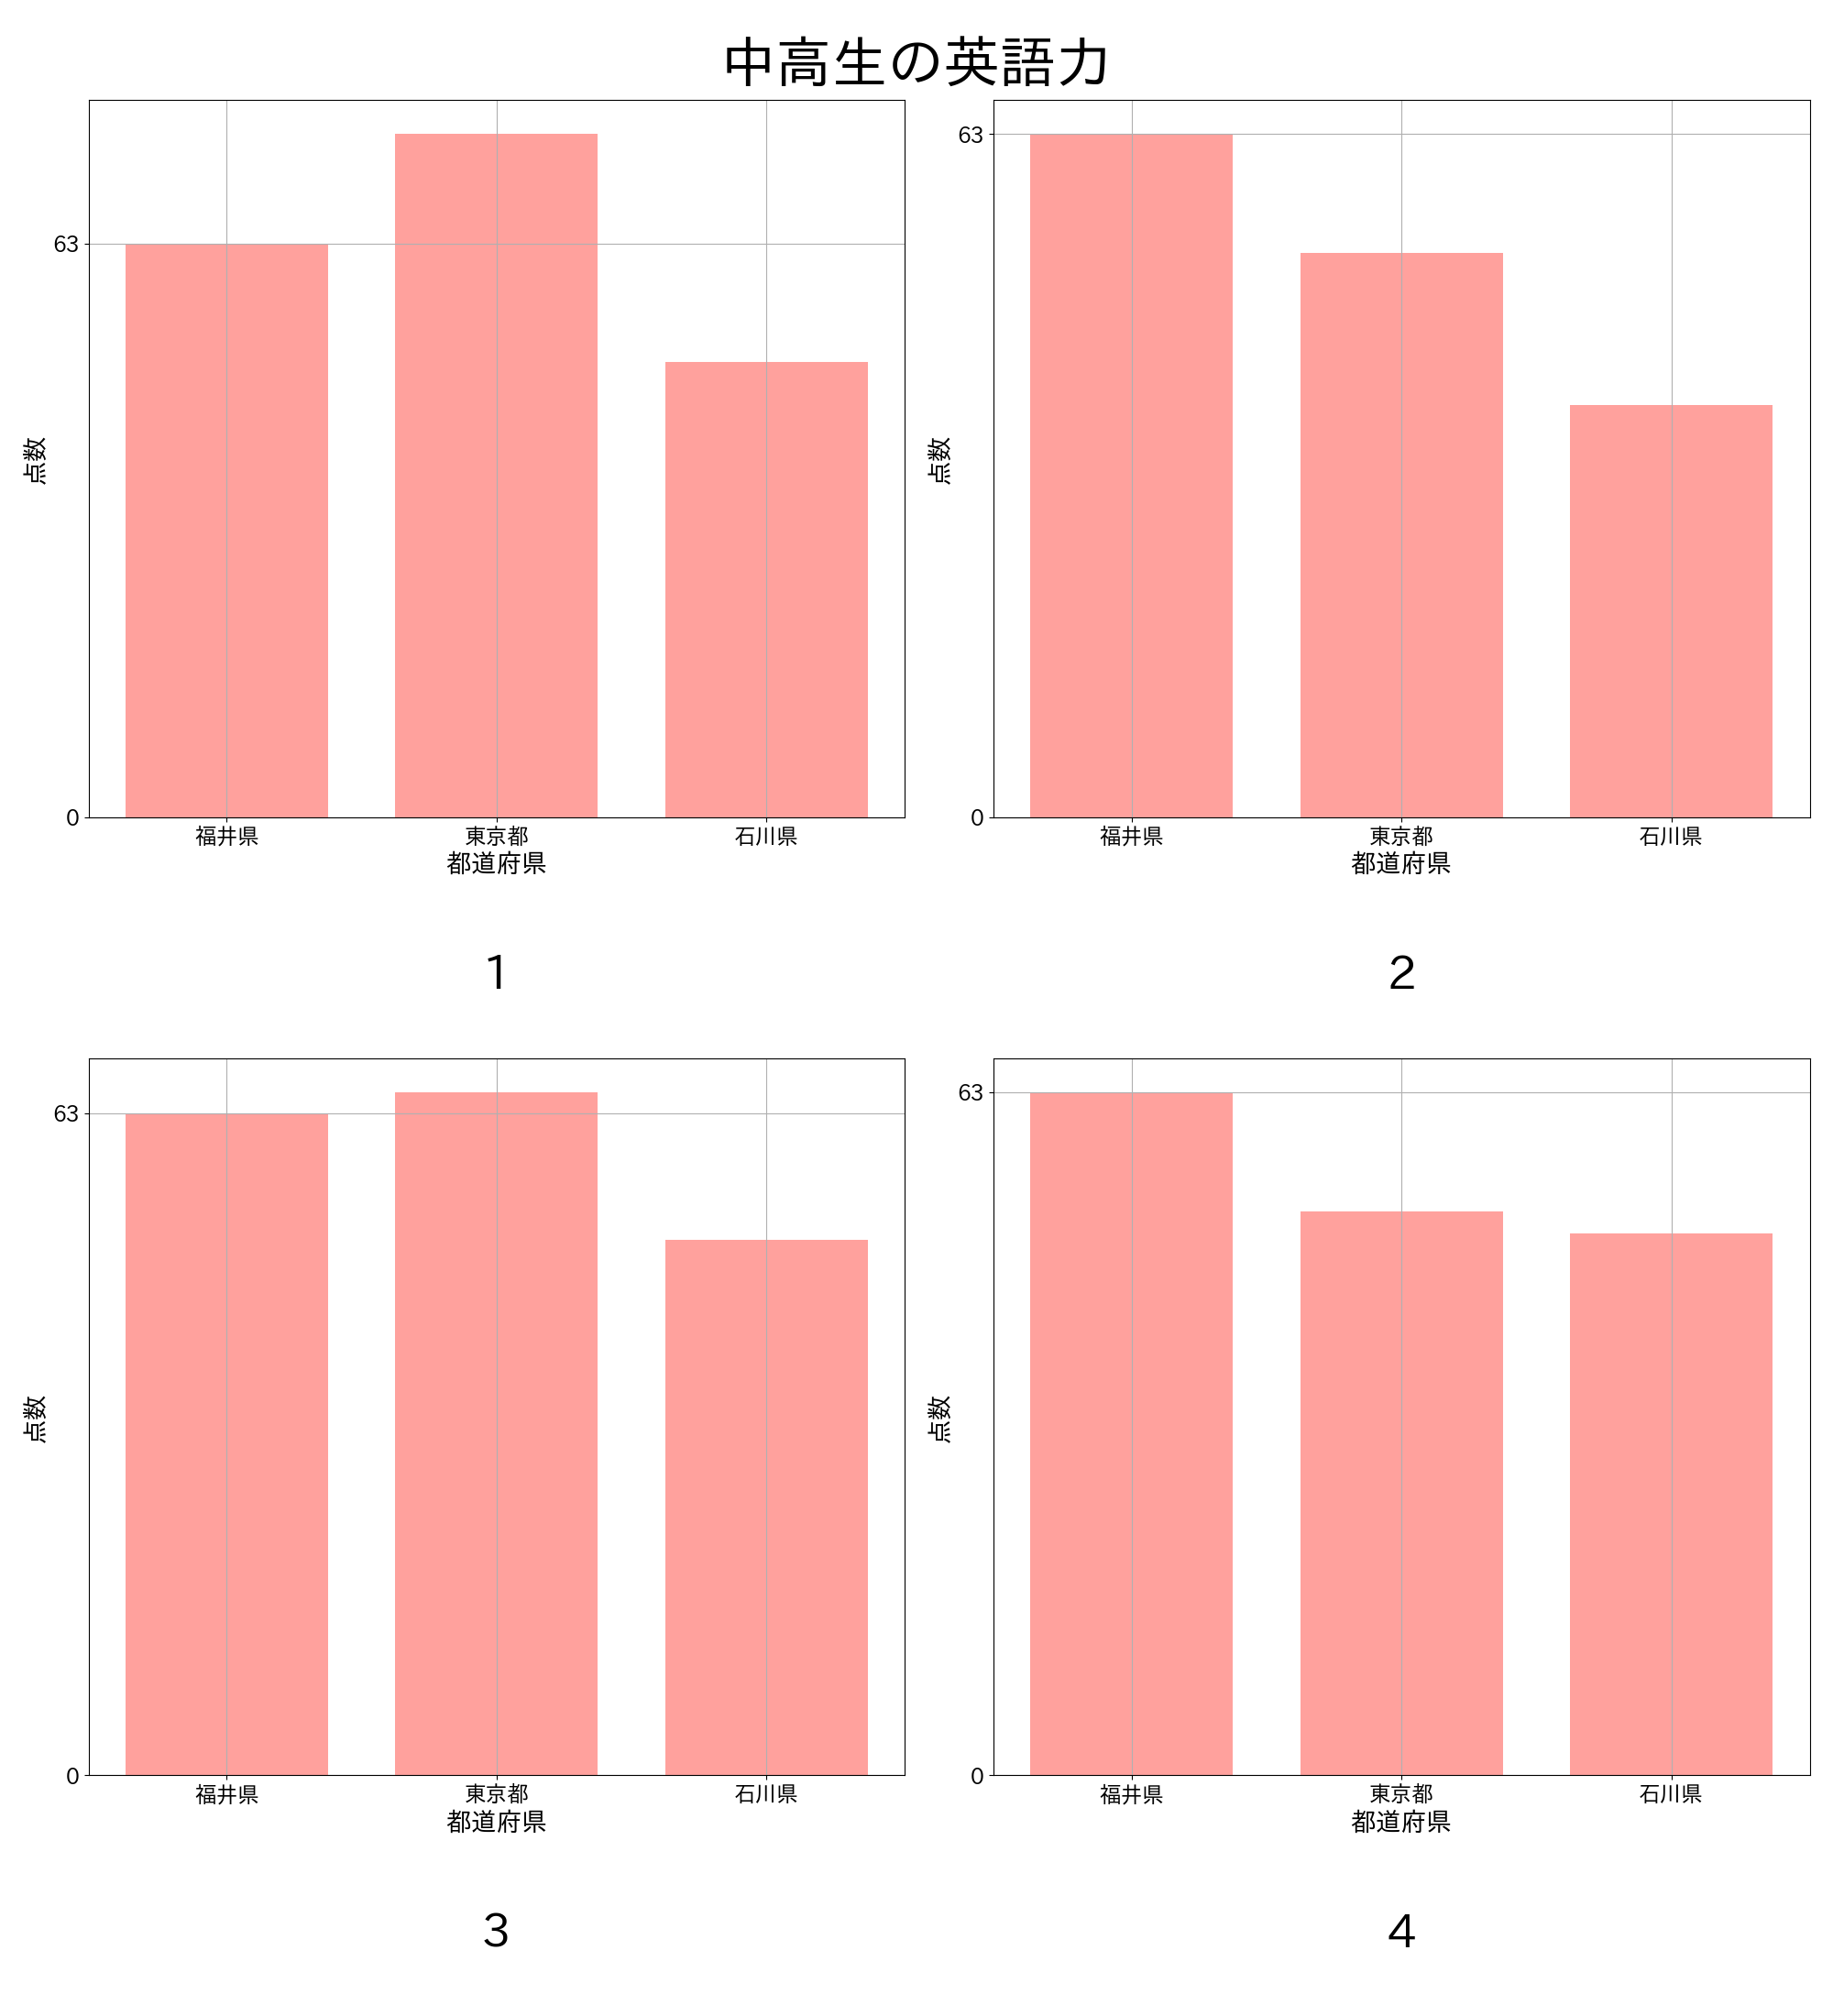 中高生の英語力
63
0
点数
福井県 東京都 石川県
都道府県
1
63
0
点数
福井県 東京都 石川県
都道府県
2
63
0
点数
福井県 東京都 石川県
都道府県
3
63
0
点数
福井県 東京都 石川県
都道府県
4